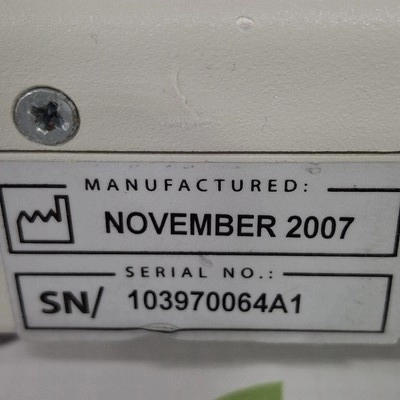 MANUFACTURED:
NOVEMBER 2007
SERIAL NO.:
SN/ 103970064A1